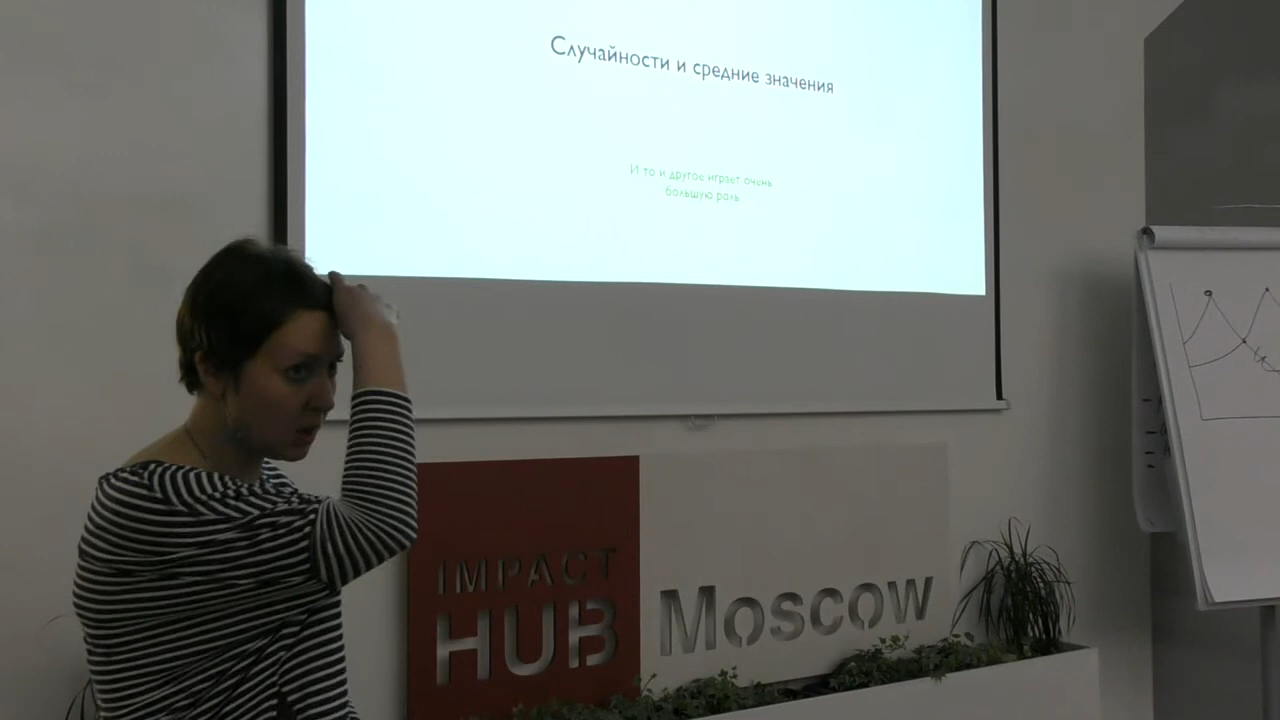 Случайности и средние значения
И то и другое играет очень
большую роль
IMPACT
HUB
Moscow